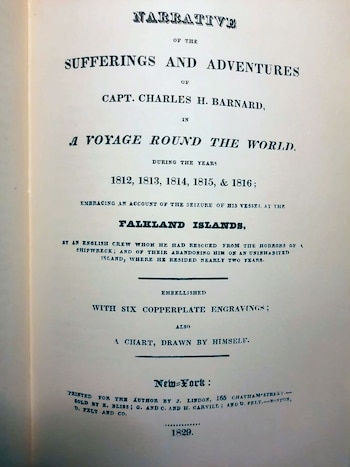 NARRATIVE
OF THE
SUFFERINGS AND ADVENTURES
OF
CAPT. CHARLES H. BARNARD,
IN
A VOYAGE ROUND THE WORLD,
DURING THE YEARS
1812, 1813, 1814, 1815, & 1816;
EMBRACING AN ACCOUNT OF THE SEIZURE OF HIS VESSEL AT THE
FALKLAND ISLANDS,
BY AN ENGLISH CREW WHOM HE HAD RESCUED FROM THE HORRORS OF A
SHIPWRECK; AND OF THEIR ABANDONING HIM ON AN UNINHABITED
ISLAND, WHERE HE RESIDED NEARLY TWO YEARS.
EMBELLISHED
WITH SIX COPPERPLATE ENGRAVINGS;
ALSO
A CHART, DRAWN BY HIMSELF.
New-York:
PRINTED FOR THE AUTHOR BY J. LINDON, 165 CHATHAM-STREET—
SOLD BY E. BLISS; G. AND C. AND H. CARVILL; AND O. FELT.—BOSTON,
D. FELT AND CO.
1829.